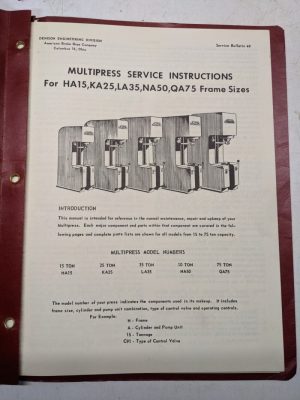 DENISON ENGINEERING DIVISION
American Brake Shoe Company
Columbus 16, Ohio
Service Bulletin 49
MULTIPRESS SERVICE INSTRUCTIONS
For HA15,KA25,LA35,NA50,QA75 Frame Sizes
INTRODUCTION
This manual is intended for reference in the normal maintenance, repair and upkeep of your
Multipress. Each major component and parts within that component are covered in the fol-
lowing pages and complete parts lists are shown for all models from 15 to 75 ton capacity.
MULTIPRESS MODEL NUMBERS
15 TON 25 TON 35 TON 50 TON 75 TON
HA15 KA25 LA35 NA50 QA75
The model number of your press indicates the components used in its makeup. It includes
frame size, cylinder and pump unit combination, type of control valve and operating controls.
For Example:
H - Frame
A - Cylinder and Pump Unit
15 - Tonnage
- Type of Control Valve